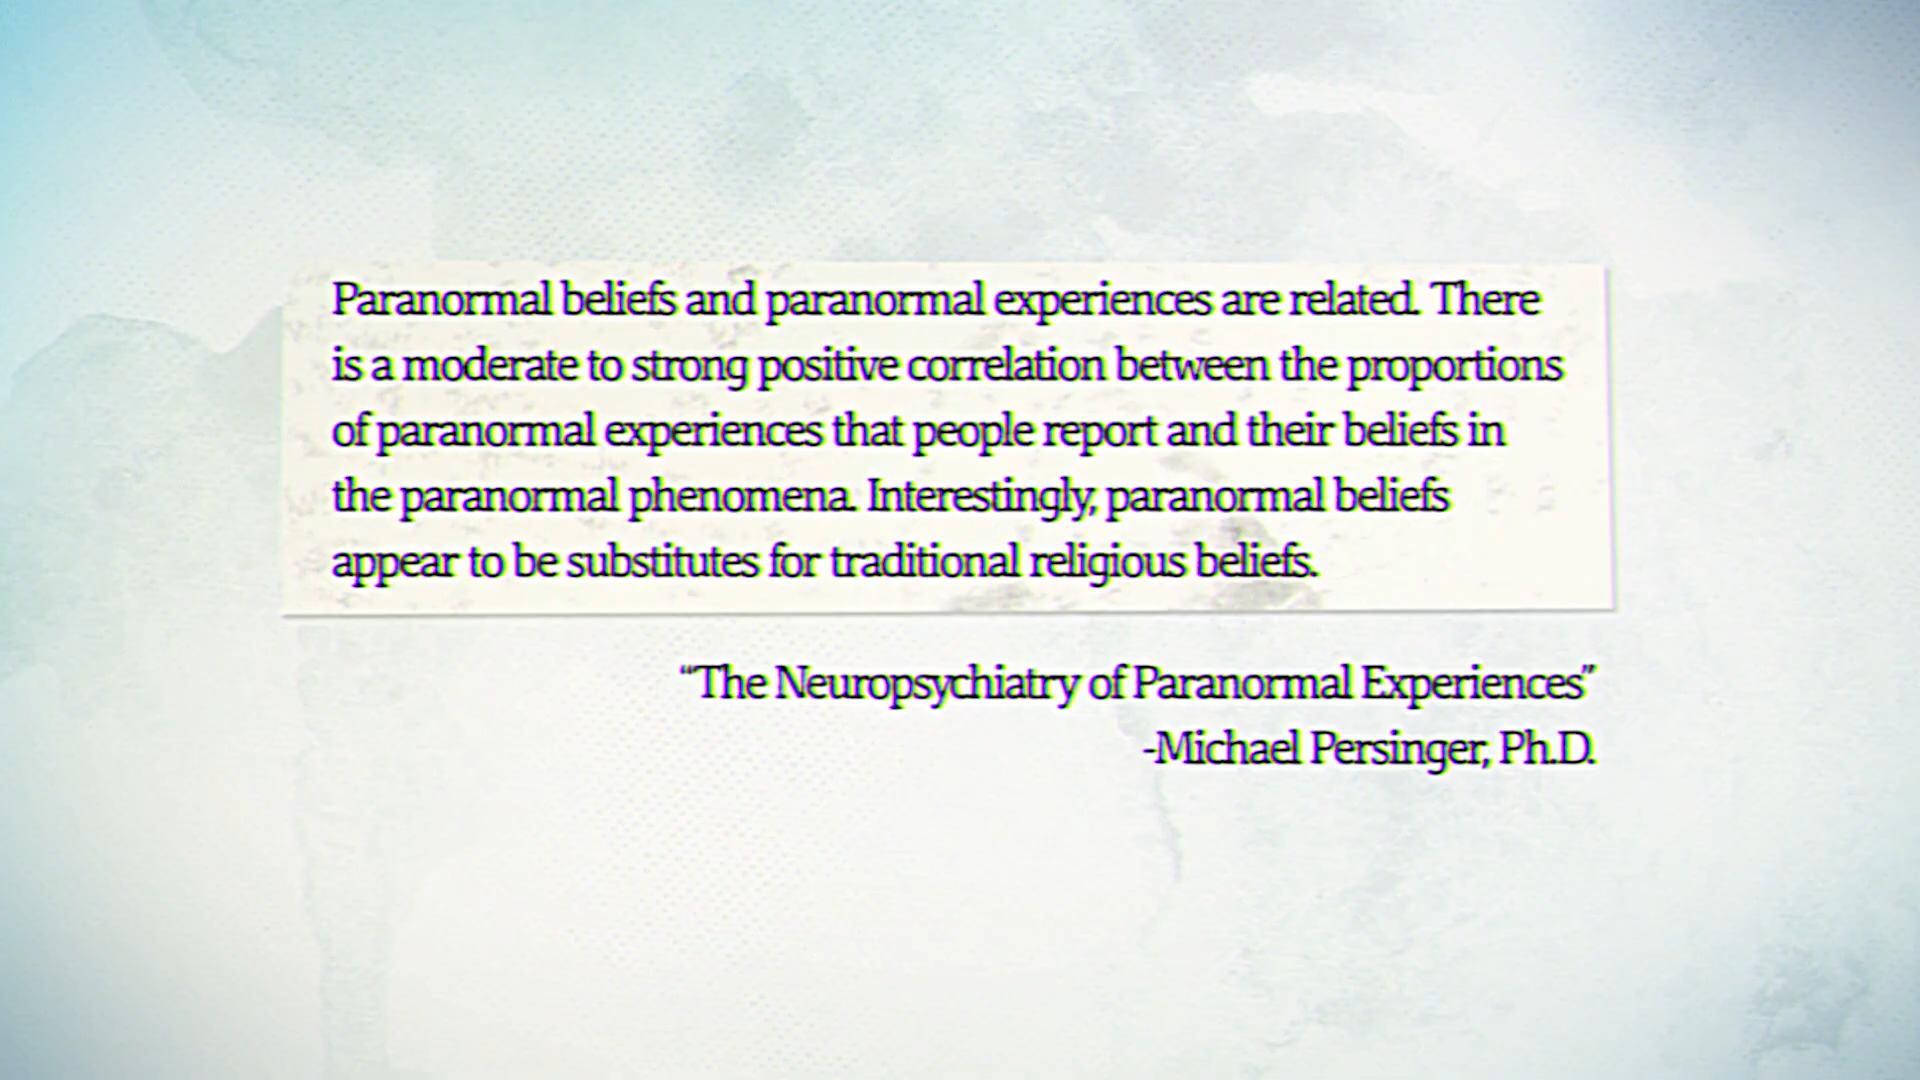 Paranormal beliefs and paranormal experiences are related. There
is a moderate to strong positive correlation between the proportions
of paranormal experiences that people report and their beliefs in
the paranormal phenomena. Interestingly, paranormal beliefs
appear to be substitutes for traditional religious beliefs.
“The Neuropsychiatry of Paranormal Experiences”
-Michael Persinger, Ph.D.